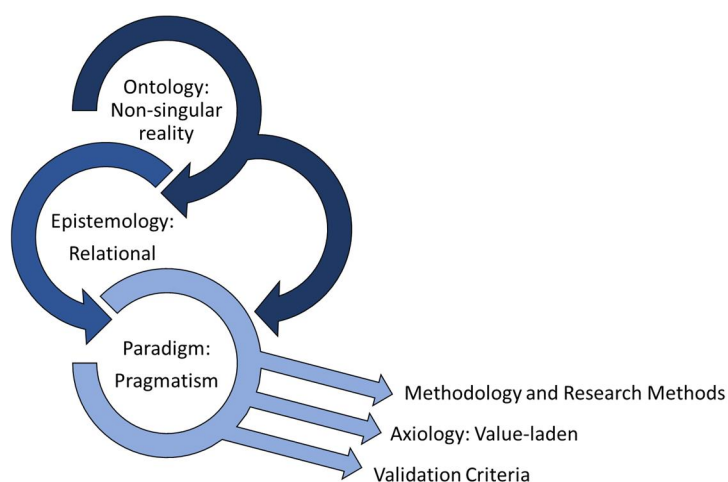 Ontology:
Non-singular
reality
Epistemology:
Relational
Paradigm:
Pragmatism
Methodology and Research Methods
Axiology: Value-laden
Validation Criteria